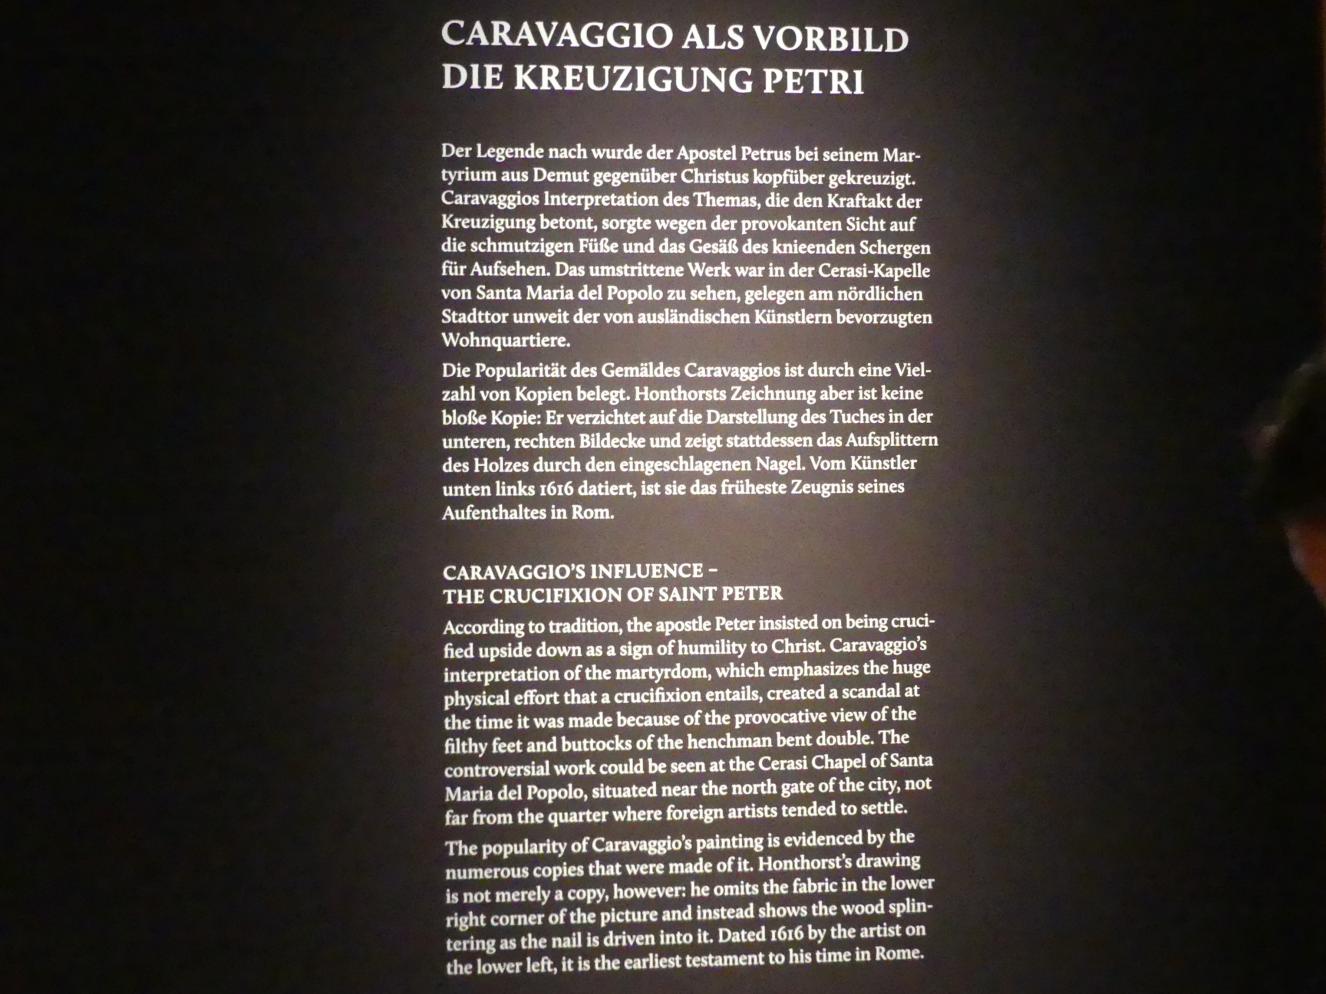 CARAVAGGIO ALS VORBILD
DIE KREUZIGUNG PETRI
Der Legende nach wurde der Apostel Petrus bei seinem Mar-
tyrium aus Demut gegenüber Christus kopfüber gekreuzigt.
Caravaggios Interpretation des Themas, die den Kraftakt der
Kreuzigung betont, sorgte wegen der provokanten Sicht auf
die schmutzigen Füße und das Gesäß des knieenden Schergen
für Aufsehen. Das umstrittene Werk war in der Cerasi-Kapelle
von Santa Maria del Popolo zu sehen, gelegen am nördlichen
Stadttor unweit der von ausländischen Künstlern bevorzugten
Wohnquartiere.
Die Popularität des Gemäldes Caravaggios ist durch eine Viel-
zahl von Kopien belegt. Honthorsts Zeichnung aber ist keine
bloße Kopie: Er verzichtet auf die Darstellung des Tuches in der
unteren, rechten Bildecke und zeigt stattdessen das Aufsplittern
des Holzes durch den eingeschlagenen Nagel. Vom Künstler
unten links 1616 datiert, ist sie das früheste Zeugnis seines
Aufenthaltes in Rom.
CARAVAGGIO'S INFLUENCE –
THE CRUCIFIXION OF SAINT PETER
According to tradition, the apostle Peter insisted on being cruci-
fied upside down as a sign of humility to Christ. Caravaggio's
interpretation of the martyrdom, which emphasizes the huge
physical effort that a crucifixion entails, created a scandal at
the time it was made because of the provocative view of the
filthy feet and buttocks of the henchman bent double. The
controversial work could be seen at the Cerasi Chapel of Santa
Maria del Popolo, situated near the north gate of the city, not
far from the quarter where foreign artists tended to settle.
The popularity of Caravaggio's painting is evidenced by the
numerous copies that were made of it. Honthorst's drawing
is not merely a copy, however: he omits the fabric in the lower
right corner of the picture and instead shows the wood splin-
tering as the nail is driven into it. Dated 1616 by the artist on
the lower left, it is the earliest testament to his time in Rome.